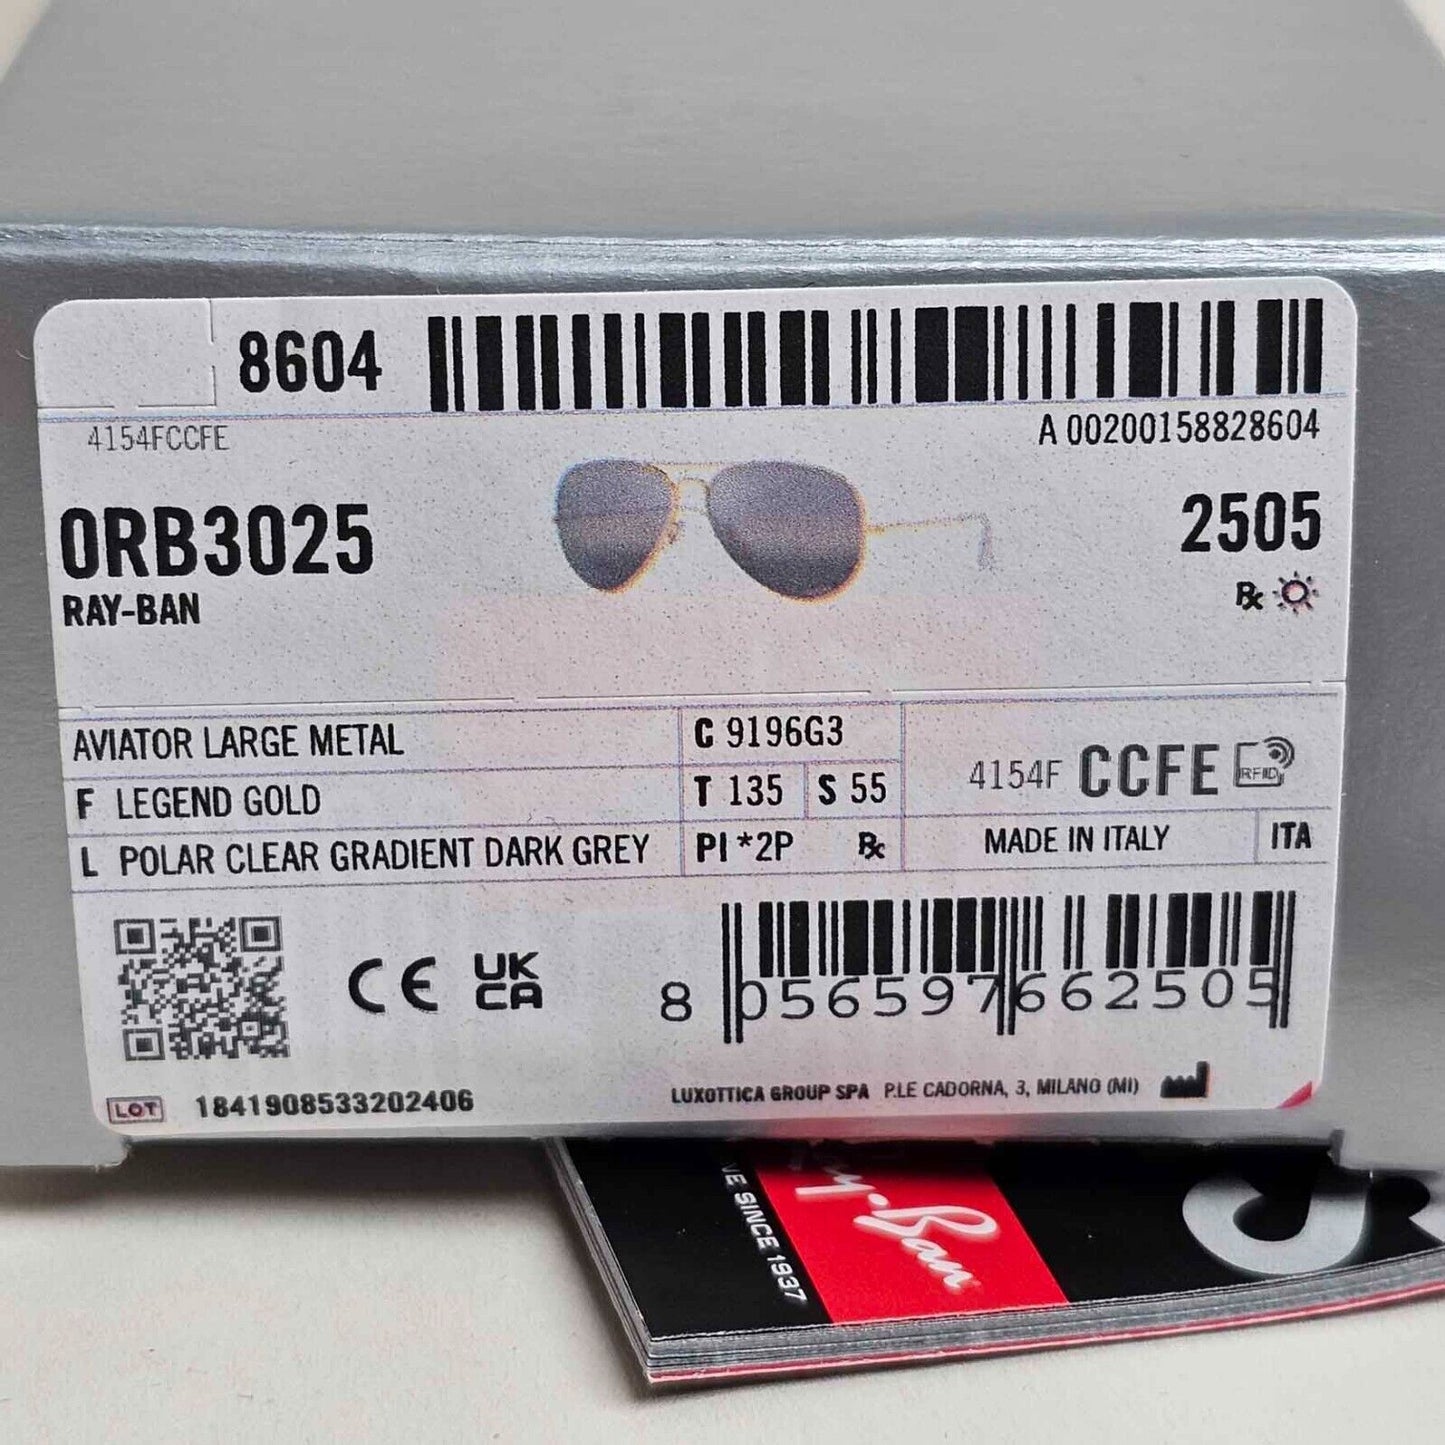 8604
A 00200158828604
4154FCCFE
0RB3025
2505
RAY-BAN
Rx
AVIATOR LARGE METAL
C 9196G3
F LEGEND GOLD
T 135 S 55
4154F CCFE RFID
L POLAR CLEAR GRADIENT DARK GREY
PI *2P Rx
MADE IN ITALY ITA
CE UK CA
8 056597 662505
LOT 1841908533202406
LUXOTTICA GROUP SPA P.LE CADORNA, 3, MILANO (MI)
Ray-Ban
SINCE 1937